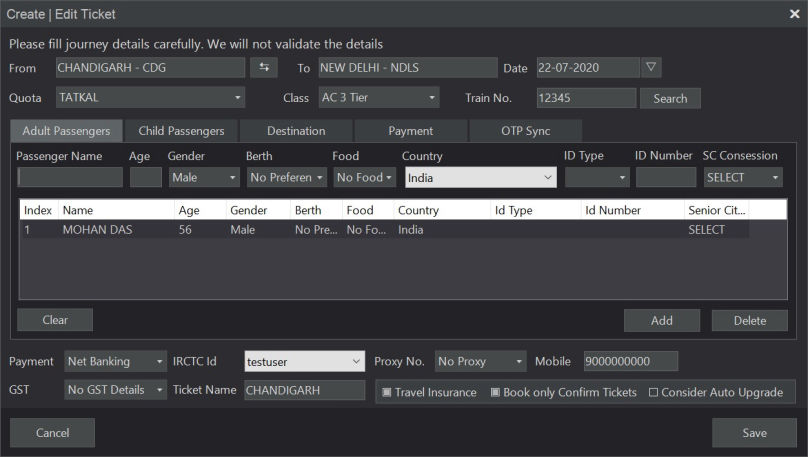 Create | Edit Ticket
Please fill journey details carefully. We will not validate the details
From CHANDIGARH - CDG To NEW DELHI - NDLS Date 22-07-2020
Quota TATKAL Class AC 3 Tier Train No. 12345 Search
Adult Passengers Child Passengers Destination Payment OTP Sync
Passenger Name Age Gender Berth Food Country ID Type ID Number SC Consession
Male No Preferen No Food India SELECT
Index Name Age Gender Berth Food Country Id Type Id Number Senior Cit...
1 MOHAN DAS 56 Male No Pre... No Fo... India SELECT
Clear Add Delete
Payment Net Banking IRCTC Id testuser Proxy No. No Proxy Mobile 9000000000
GST No GST Details Ticket Name CHANDIGARH Travel Insurance Book only Confirm Tickets Consider Auto Upgrade
Cancel Save